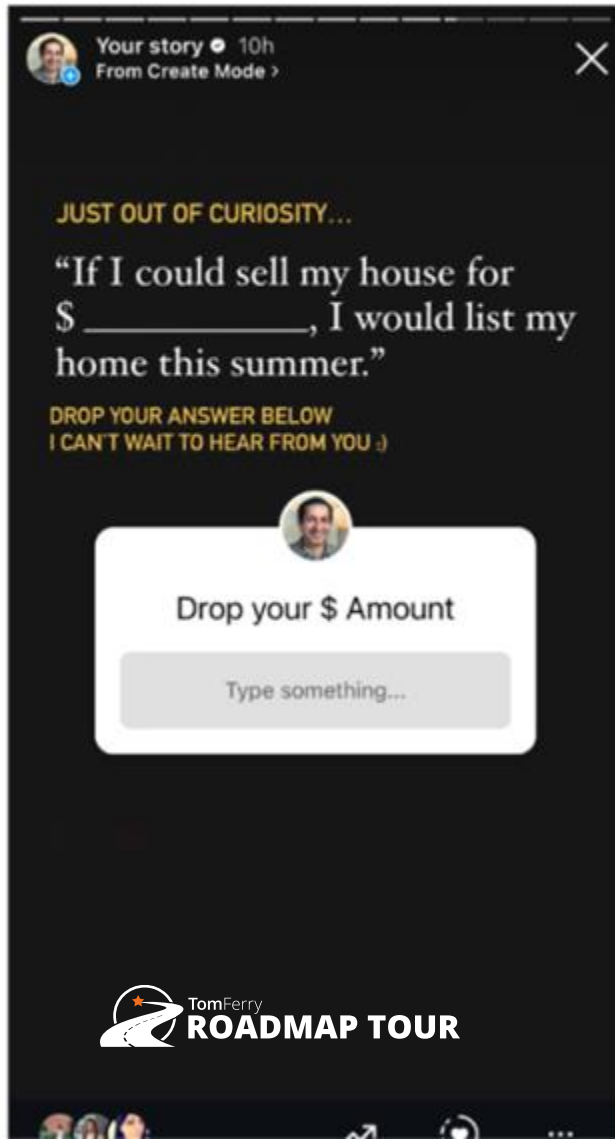 Your story 10h
From Create Mode >
JUST OUT OF CURIOSITY...
“If I could sell my house for
$ ____________, I would list my
home this summer.”
DROP YOUR ANSWER BELOW
I CAN'T WAIT TO HEAR FROM YOU :)
Drop your $ Amount
Type something...
TomFerry
ROADMAP TOUR